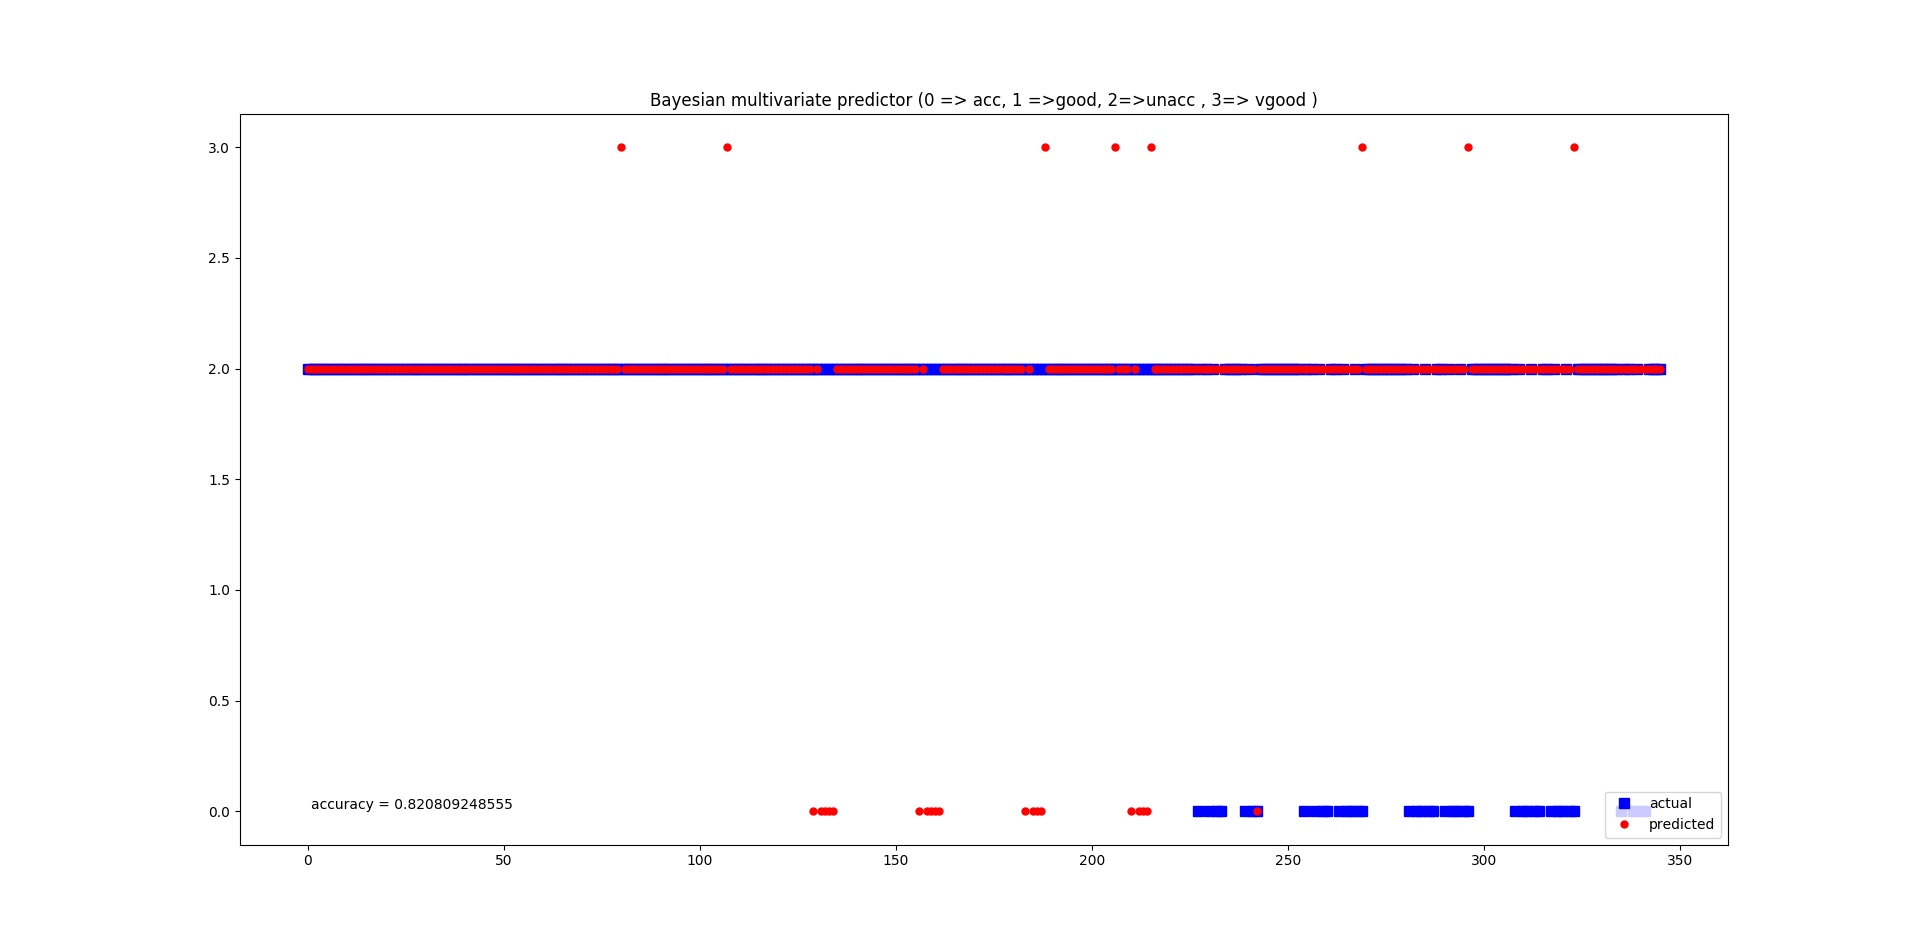 Bayesian multivariate predictor (0 => acc, 1 =>good, 2=>unacc , 3=> vgood )
3.0
2.5
2.0
1.5
1.0
0.5
0.0
accuracy = 0.820809248555
actual
predicted
0 50 100 150 200 250 300 350